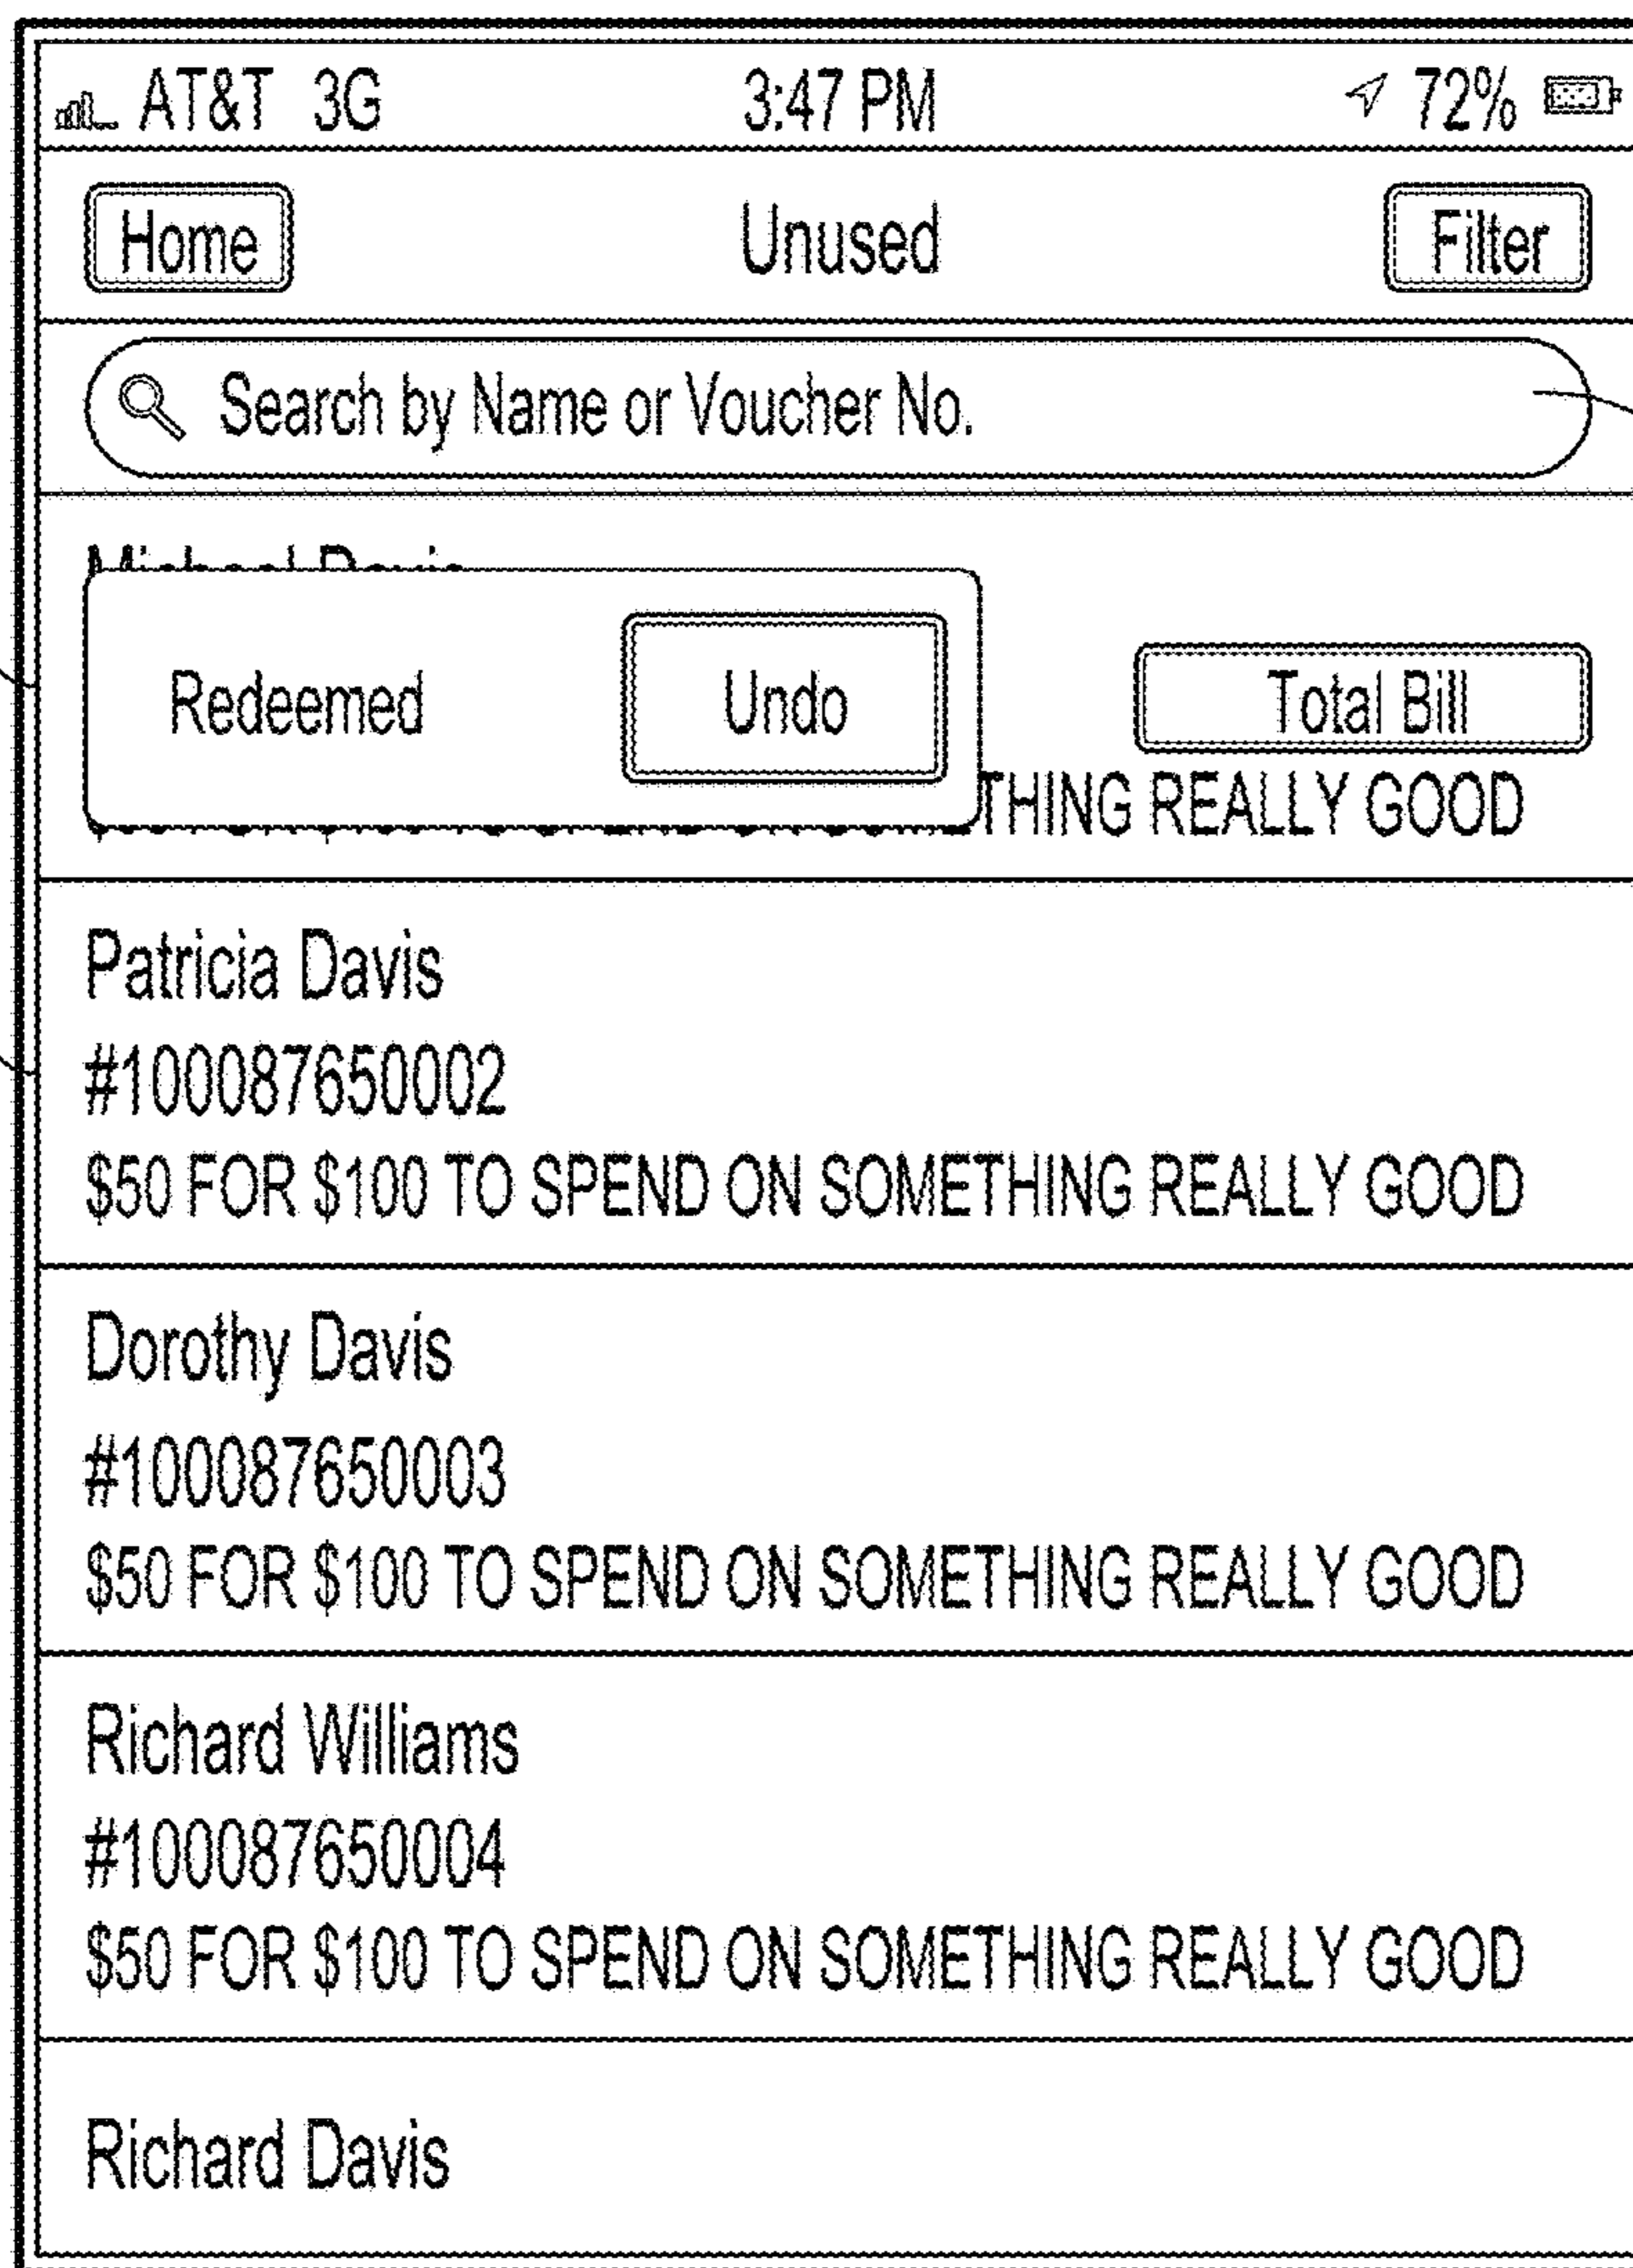 AT&T 3G 3:47 PM 72%
Home Unused Filter
Search by Name or Voucher No.
Redeemed Undo Total Bill
THING REALLY GOOD
Patricia Davis
#100087650002
$50 FOR $100 TO SPEND ON SOMETHING REALLY GOOD
Dorothy Davis
#100087650003
$50 FOR $100 TO SPEND ON SOMETHING REALLY GOOD
Richard Williams
#100087650004
$50 FOR $100 TO SPEND ON SOMETHING REALLY GOOD
Richard Davis